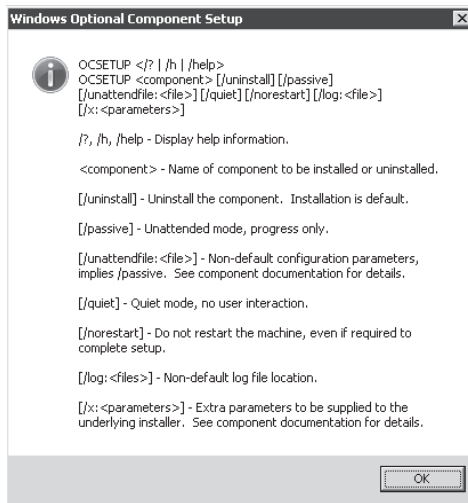 Windows Optional Component Setup
OCSETUP </? | /h | /help>
OCSETUP <component> [/uninstall] [/passive]
[/unattendfile:<file>] [/quiet] [/norestart] [/log:<file>]
[/x:<parameters>]
/?, /h, /help - Display help information.
<component> - Name of component to be installed or uninstalled.
[/uninstall] - Uninstall the component.  Installation is default.
[/passive] - Unattended mode, progress only.
[/unattendfile:<file>] - Non-default configuration parameters,
implies /passive.  See component documentation for details.
[/quiet] - Quiet mode, no user interaction.
[/norestart] - Do not restart the machine, even if required to
complete setup.
[/log:<files>] - Non-default log file location.
[/x:<parameters>] - Extra parameters to be supplied to the
underlying installer.  See component documentation for details.
OK